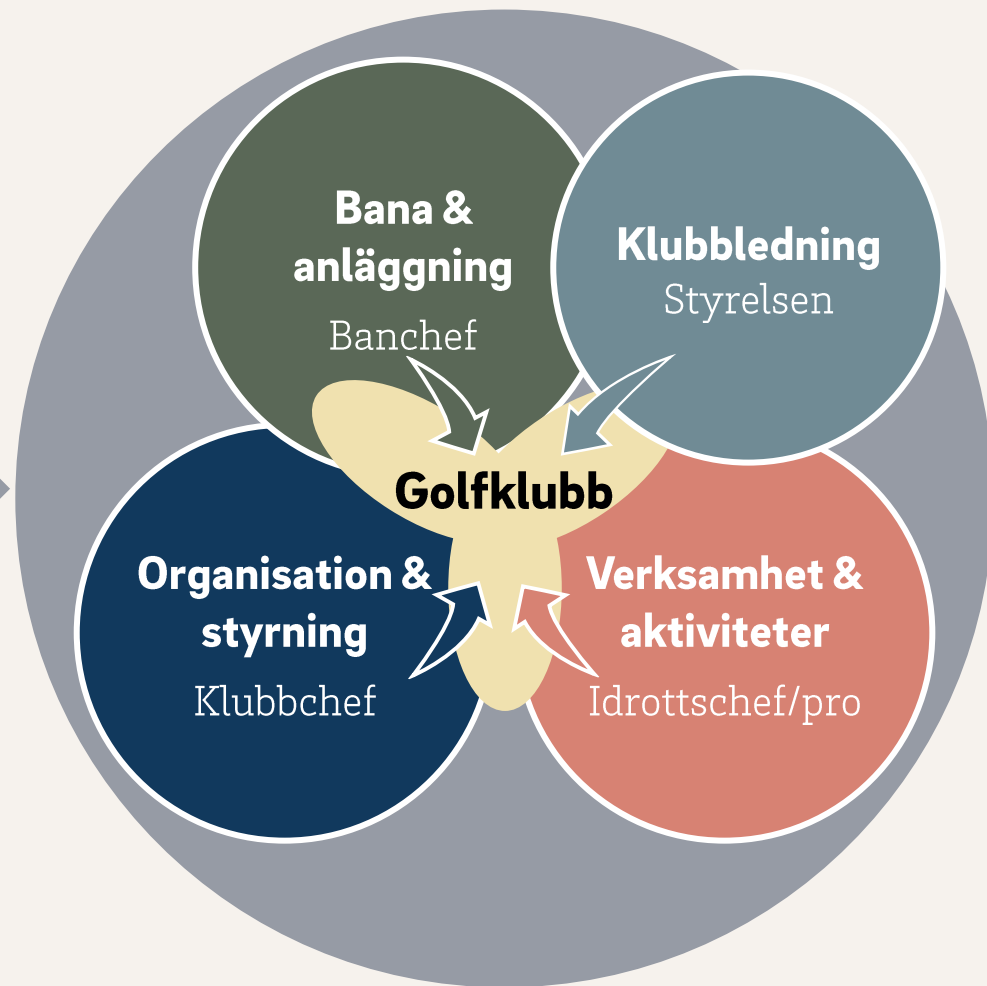 Bana &
anläggning
Banchef
Klubbledning
Styrelsen
Golfklubb
Organisation &
styrning
Klubbchef
Verksamhet &
aktiviteter
Idrottschef/pro